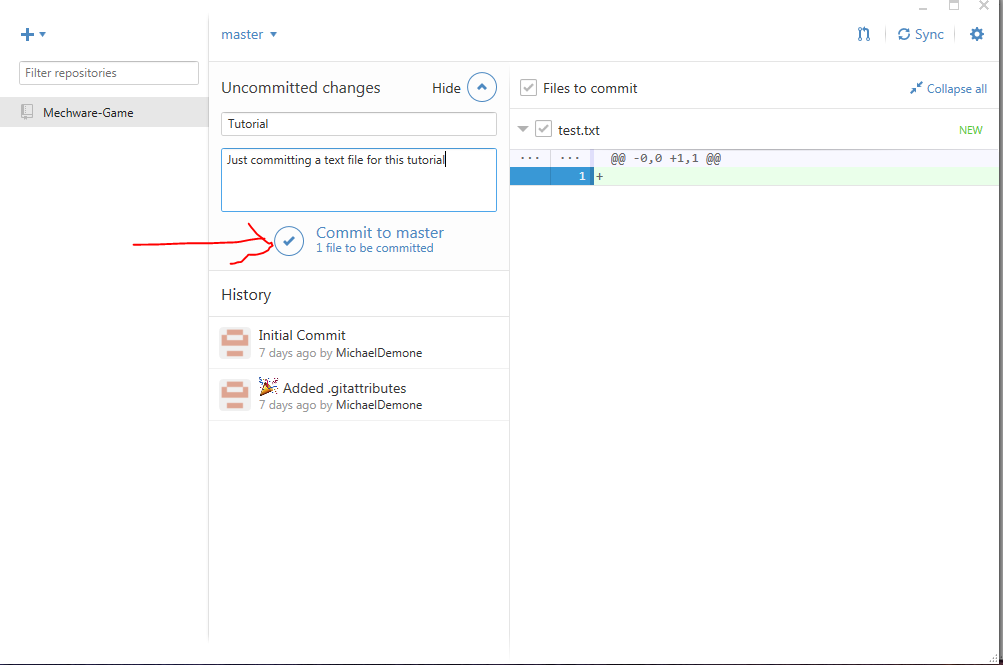 master
Sync
Filter repositories
Mechware-Game
Uncommitted changes
Hide
Tutorial
Just committing a text file for this tutorial
Commit to master
1 file to be committed
History
Initial Commit
7 days ago by MichaelDemone
🎉 Added .gitattributes
7 days ago by MichaelDemone
Files to commit
Collapse all
test.txt
NEW
... ... @@ -0,0 +1,1 @@
1 +